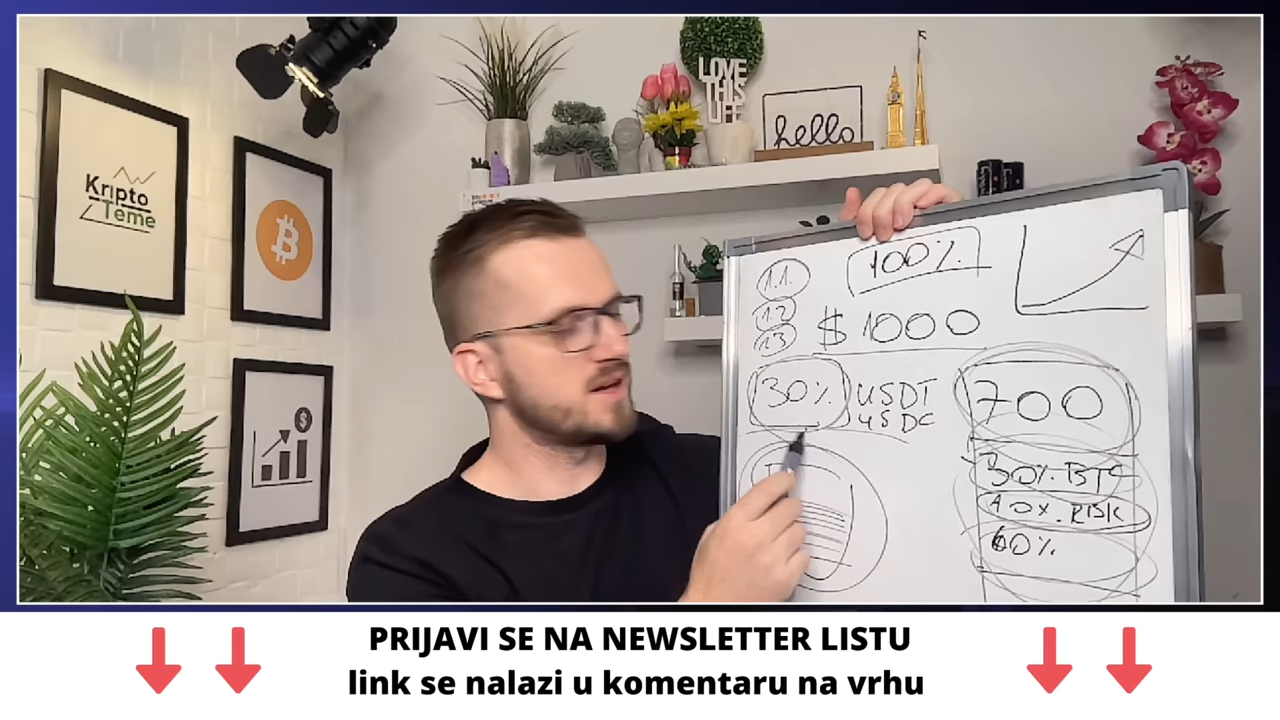 Kripto
Teme
LOVE
THIS
LIFE
hello
1.1.
100%
1.2
1.3
$ 1000
30%
USDT
USDC
700
30% BTC
10% RISK
60%
PRIJAVI SE NA NEWSLETTER LISTU
link se nalazi u komentaru na vrhu